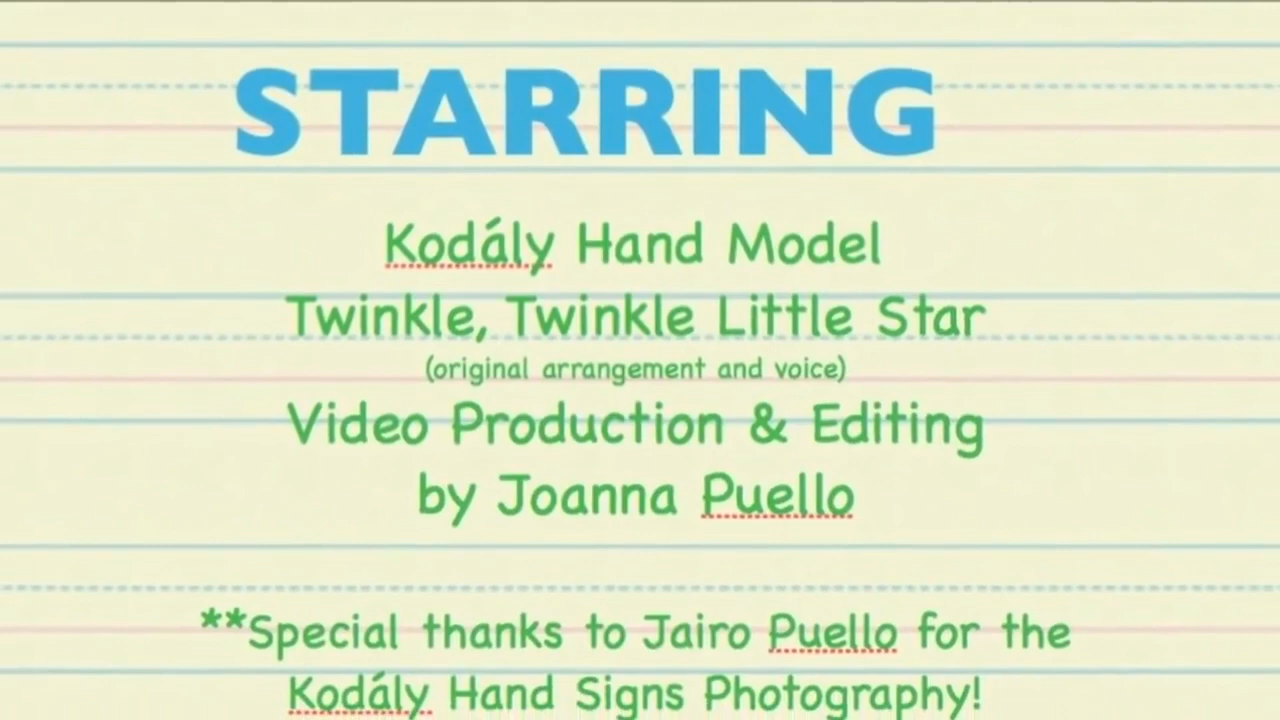 STARRING
Kodály Hand Model
Twinkle, Twinkle Little Star
(original arrangement and voice)
Video Production & Editing
by Joanna Puello
**Special thanks to Jairo Puello for the
Kodály Hand Signs Photography!